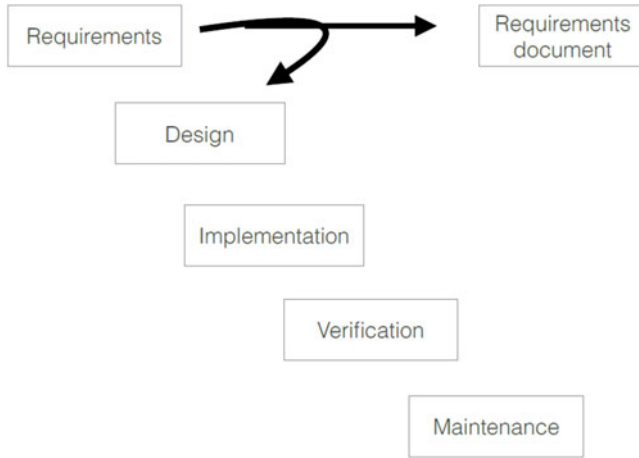 Requirements
Requirements
document
Design
Implementation
Verification
Maintenance